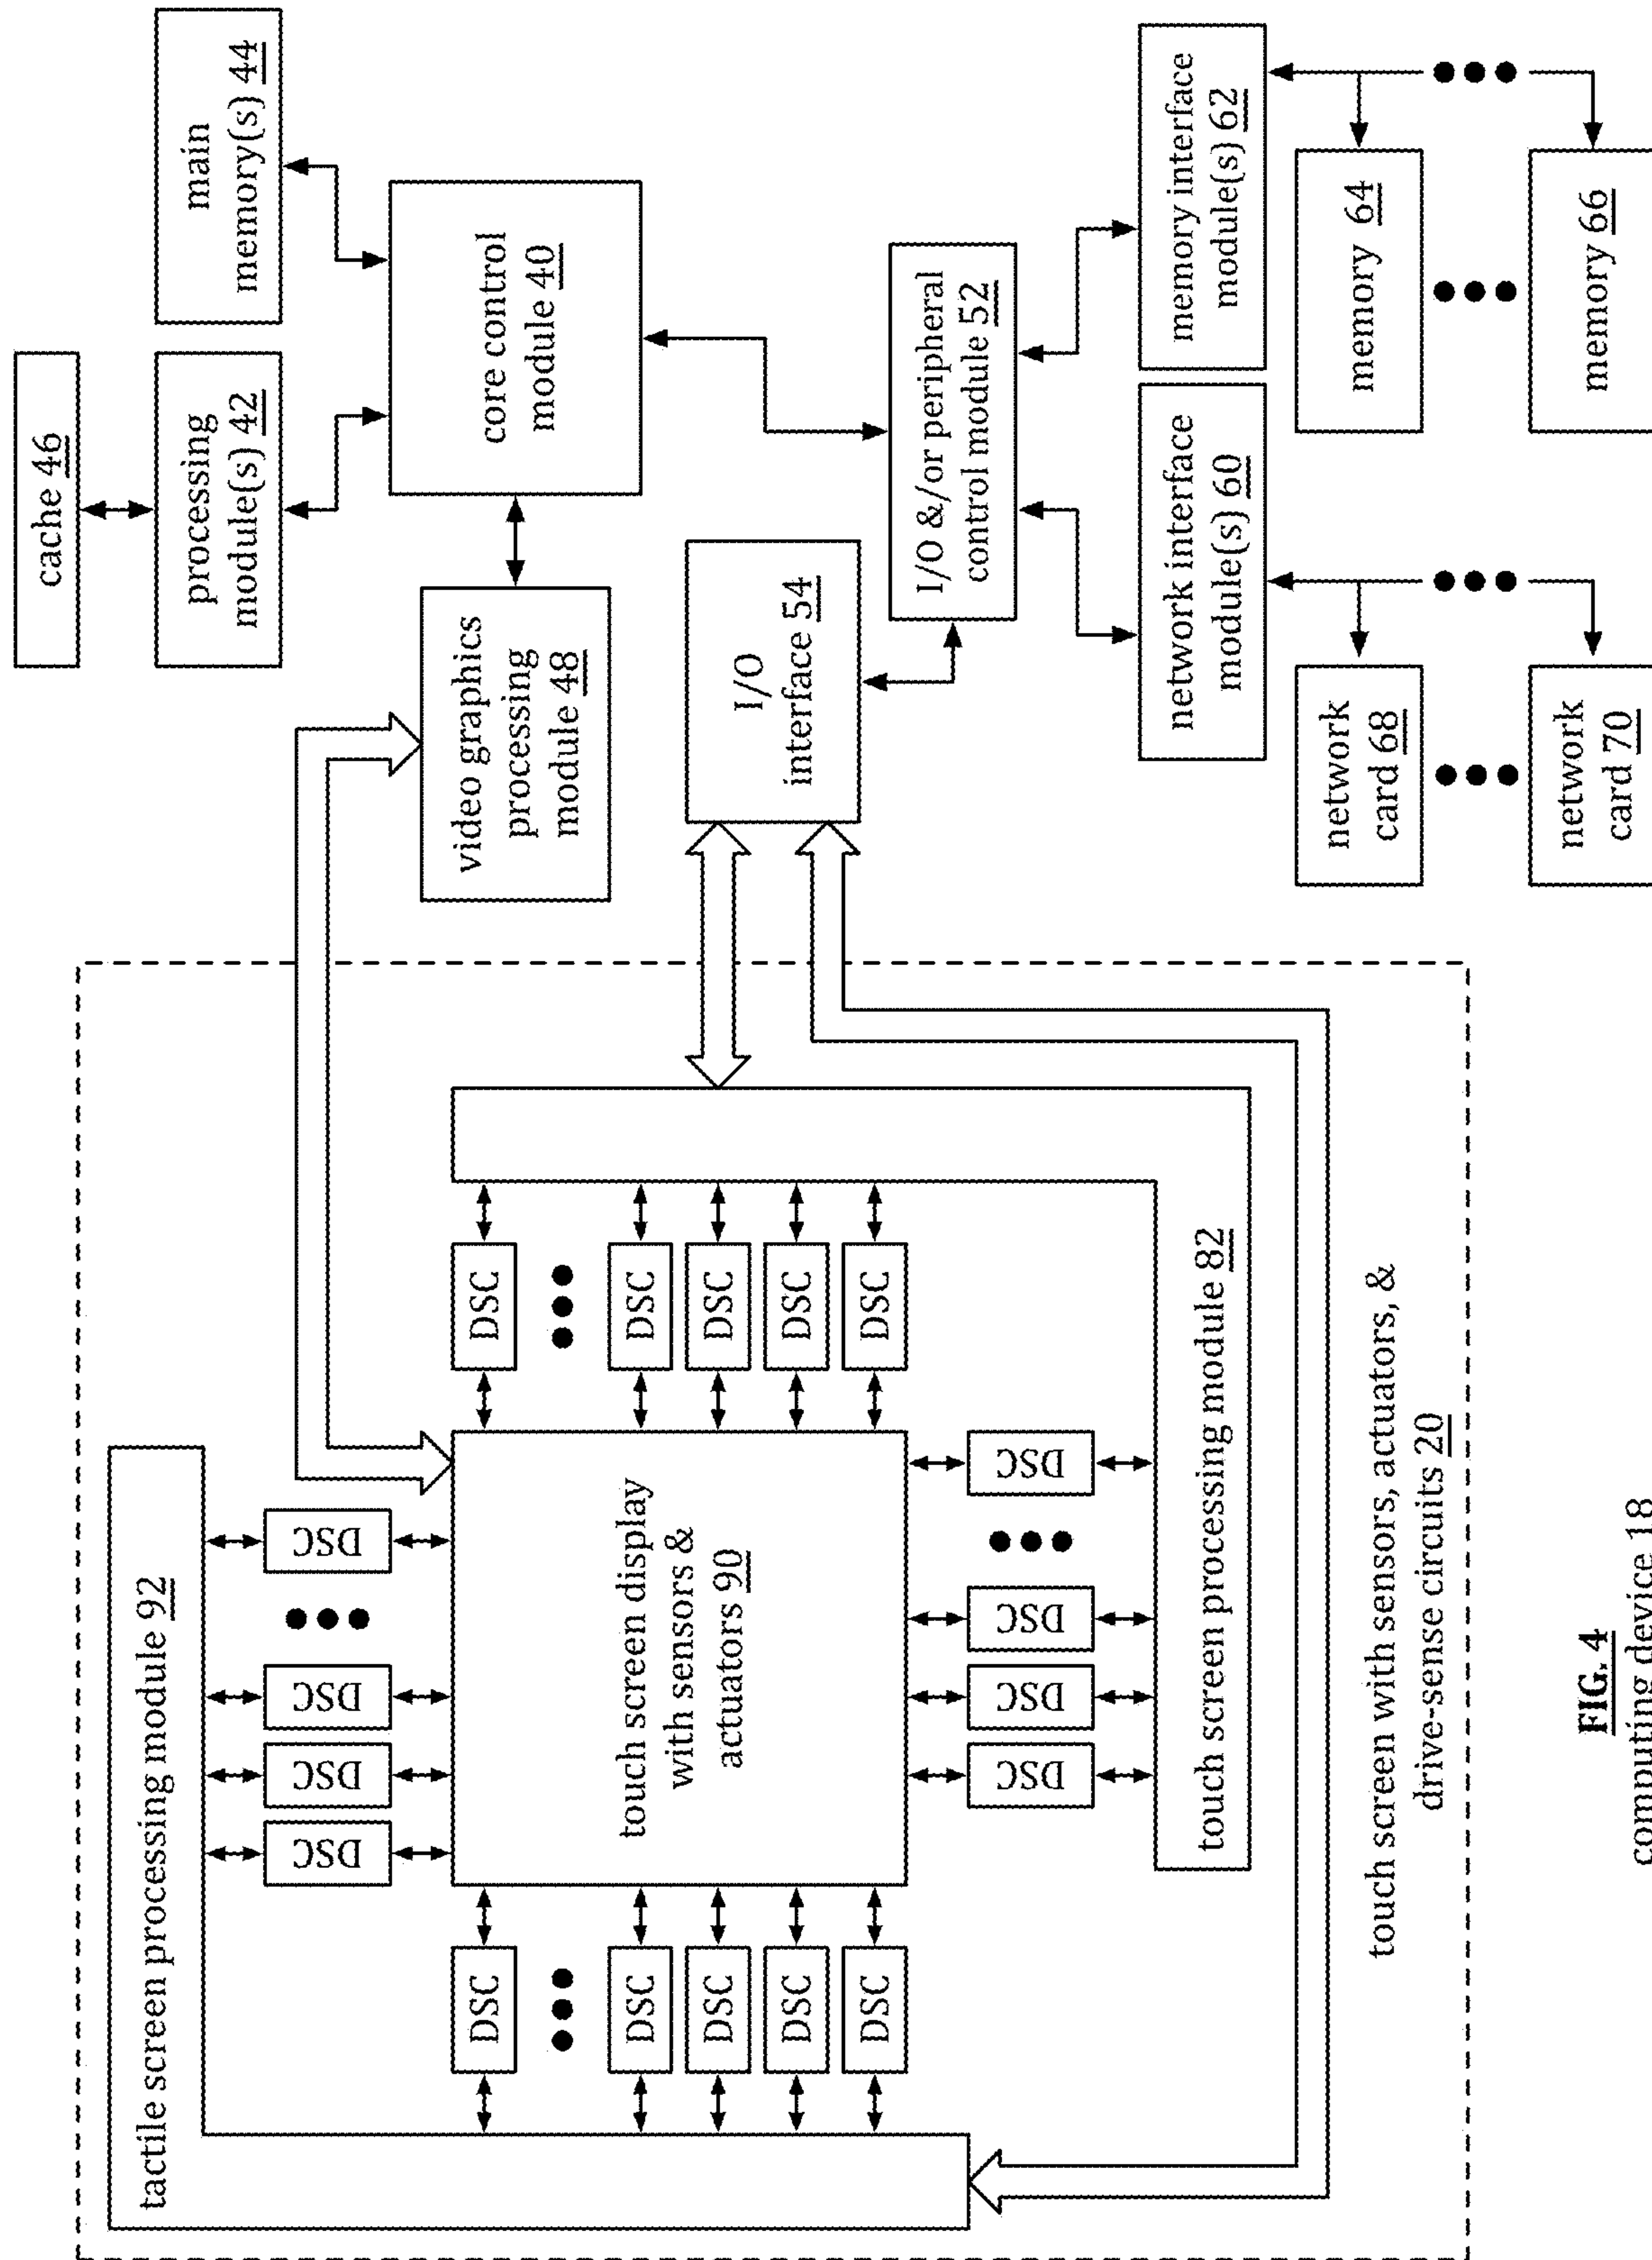 tactile screen processing module 92
DSC
DSC
DSC
DSC
DSC
DSC
DSC
DSC
DSC
touch screen display
with sensors &
actuators 90
DSC
DSC
DSC
DSC
DSC
DSC
DSC
DSC
DSC
touch screen processing module 82
touch screen with sensors, actuators, &
drive-sense circuits 20
cache 46
processing
module(s) 42
main
memory(s) 44
core control
module 40
video graphics
processing
module 48
I/O
interface 54
I/O &/or peripheral
control module 52
network interface
module(s) 60
memory interface
module(s) 62
network
card 68
memory 64
network
card 70
memory 66
FIG. 4
computing device 18